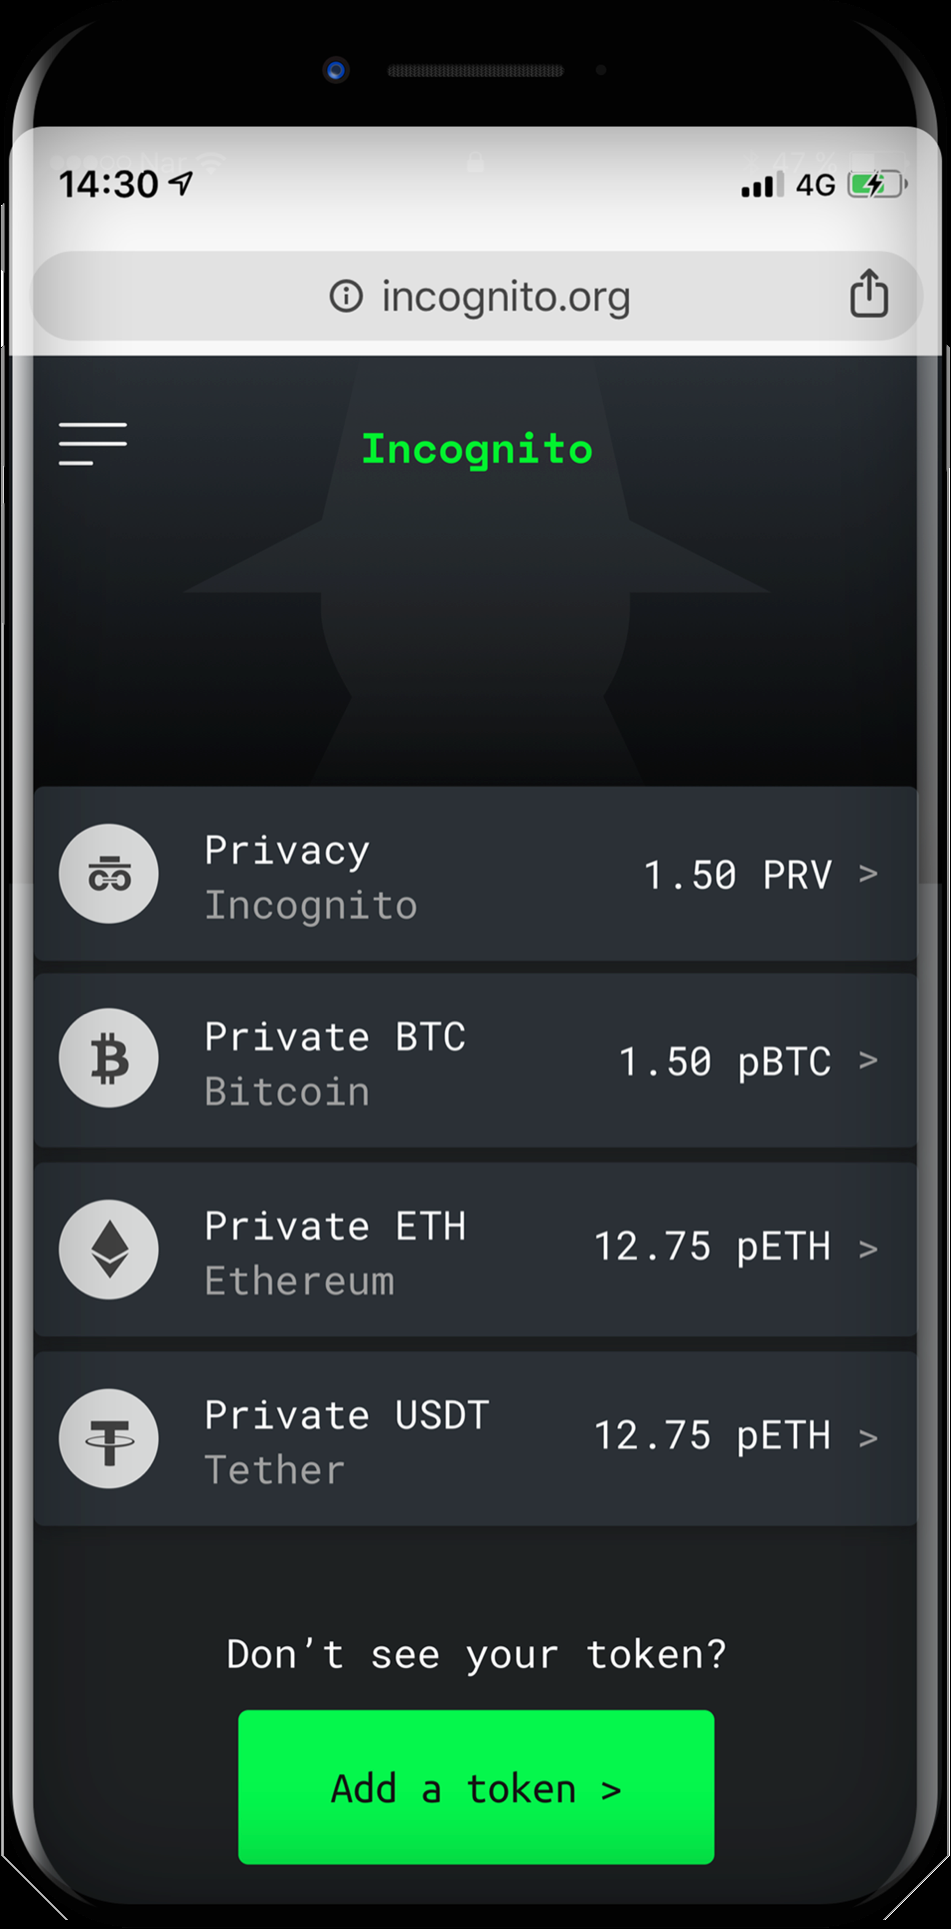 14:30
4G
incognito.org
Incognito
Privacy
Incognito
1.50 PRV >
Private BTC
Bitcoin
1.50 pBTC >
Private ETH
Ethereum
12.75 pETH >
Private USDT
Tether
12.75 pETH >
Don’t see your token?
Add a token >